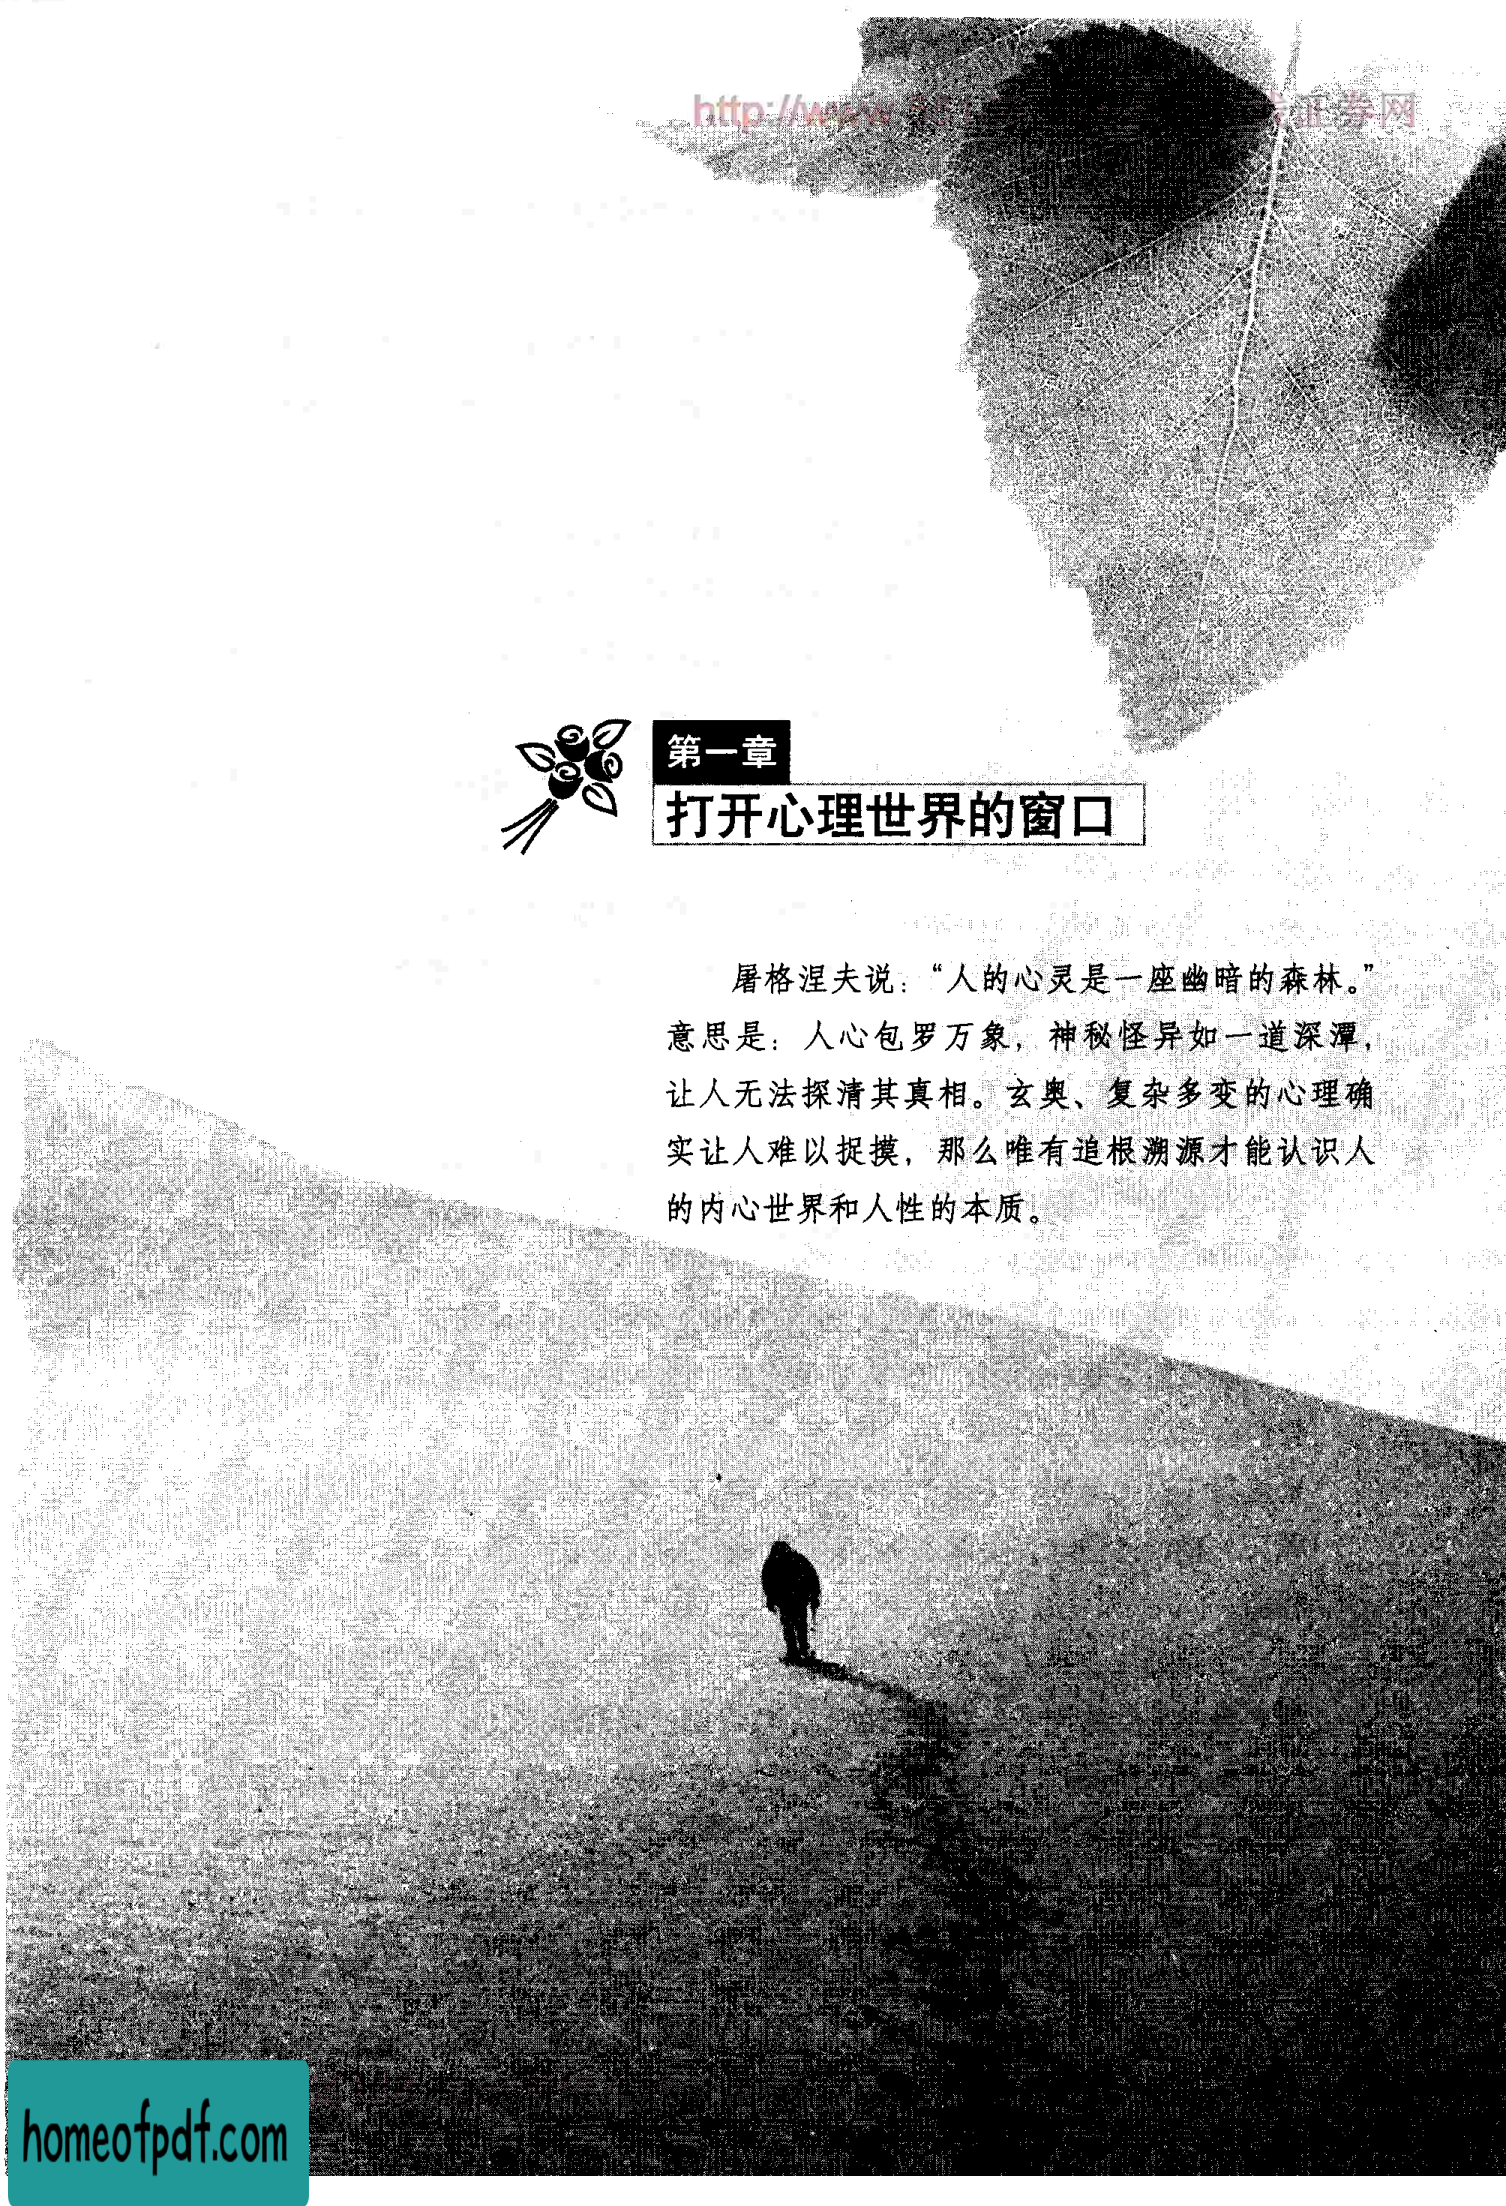 http://www
证券网
第一章
打开心理世界的窗口
屠格涅夫说：“人的心灵是一座幽暗的森林。”
意思是：人心包罗万象，神秘怪异如一道深潭，
让人无法探清其真相。玄奥、复杂多变的心理确
实让人难以捉摸，那么唯有追根溯源才能认识人
的内心世界和人性的本质。
homeofpdf.com